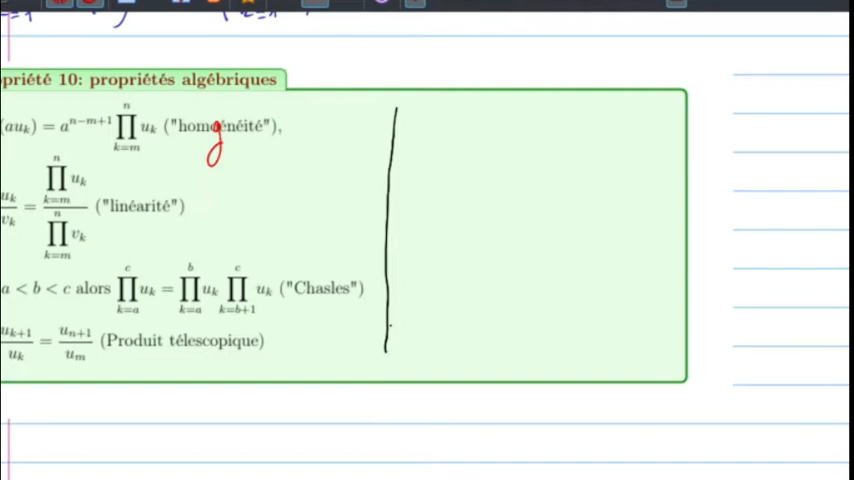 priété 10: propriétés algébriques
(au_k) = a^{n−m+1} ∏_{k=m}^{n} u_k ("homogénéité"),
u_k / v_k = ∏_{k=m}^{n} u_k / ∏_{k=m}^{n} v_k ("linéarité")
a < b < c alors ∏_{k=a}^{c} u_k = ∏_{k=a}^{b} u_k ∏_{k=b+1}^{c} u_k ("Chasles")
u_{k+1} / u_k = u_{n+1} / u_m (Produit télescopique)